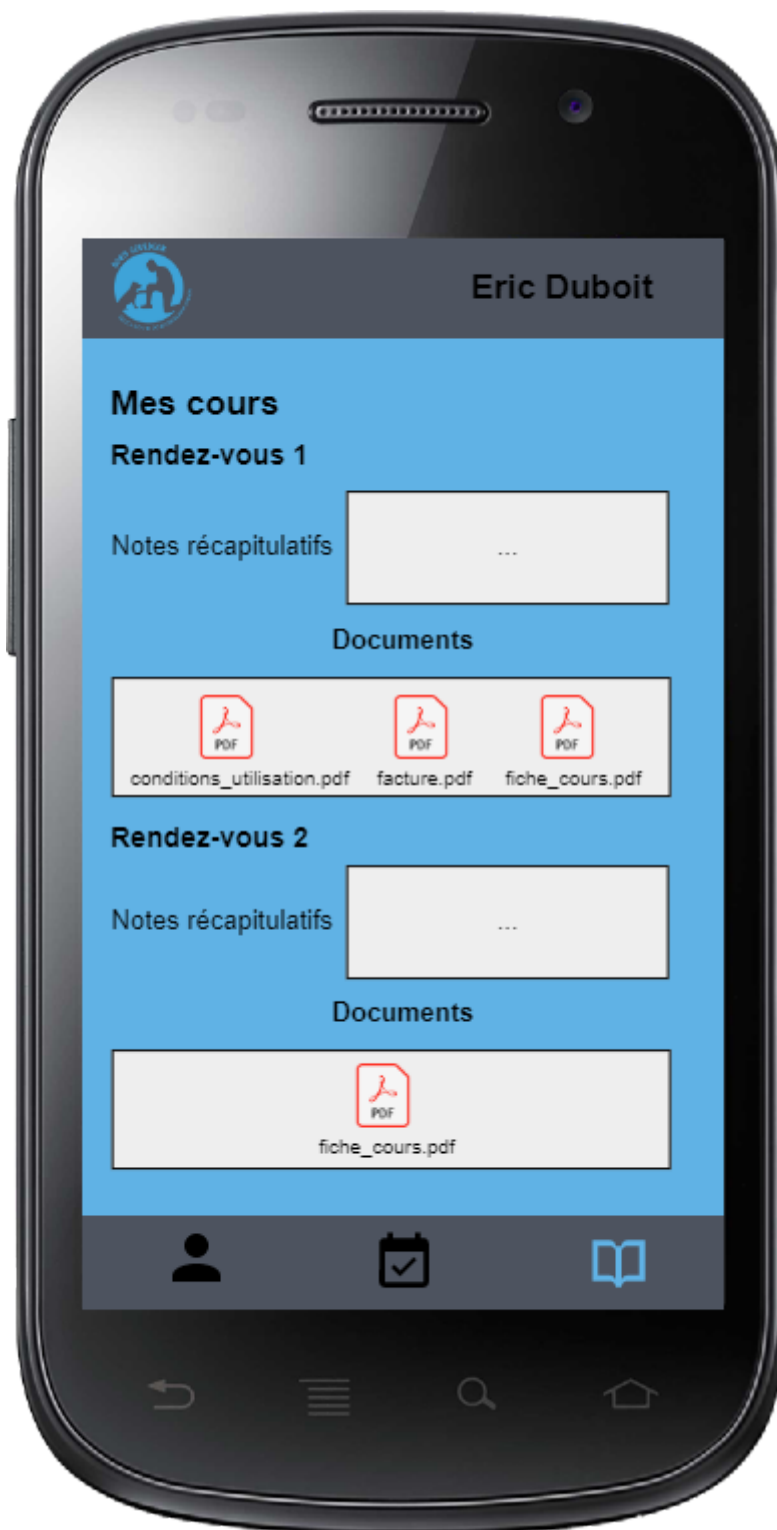 Eric Duboit
Mes cours
Rendez-vous 1
Notes récapitulatifs
...
Documents
PDF PDF PDF
conditions_utilisation.pdf facture.pdf fiche_cours.pdf
Rendez-vous 2
Notes récapitulatifs
...
Documents
PDF
fiche_cours.pdf